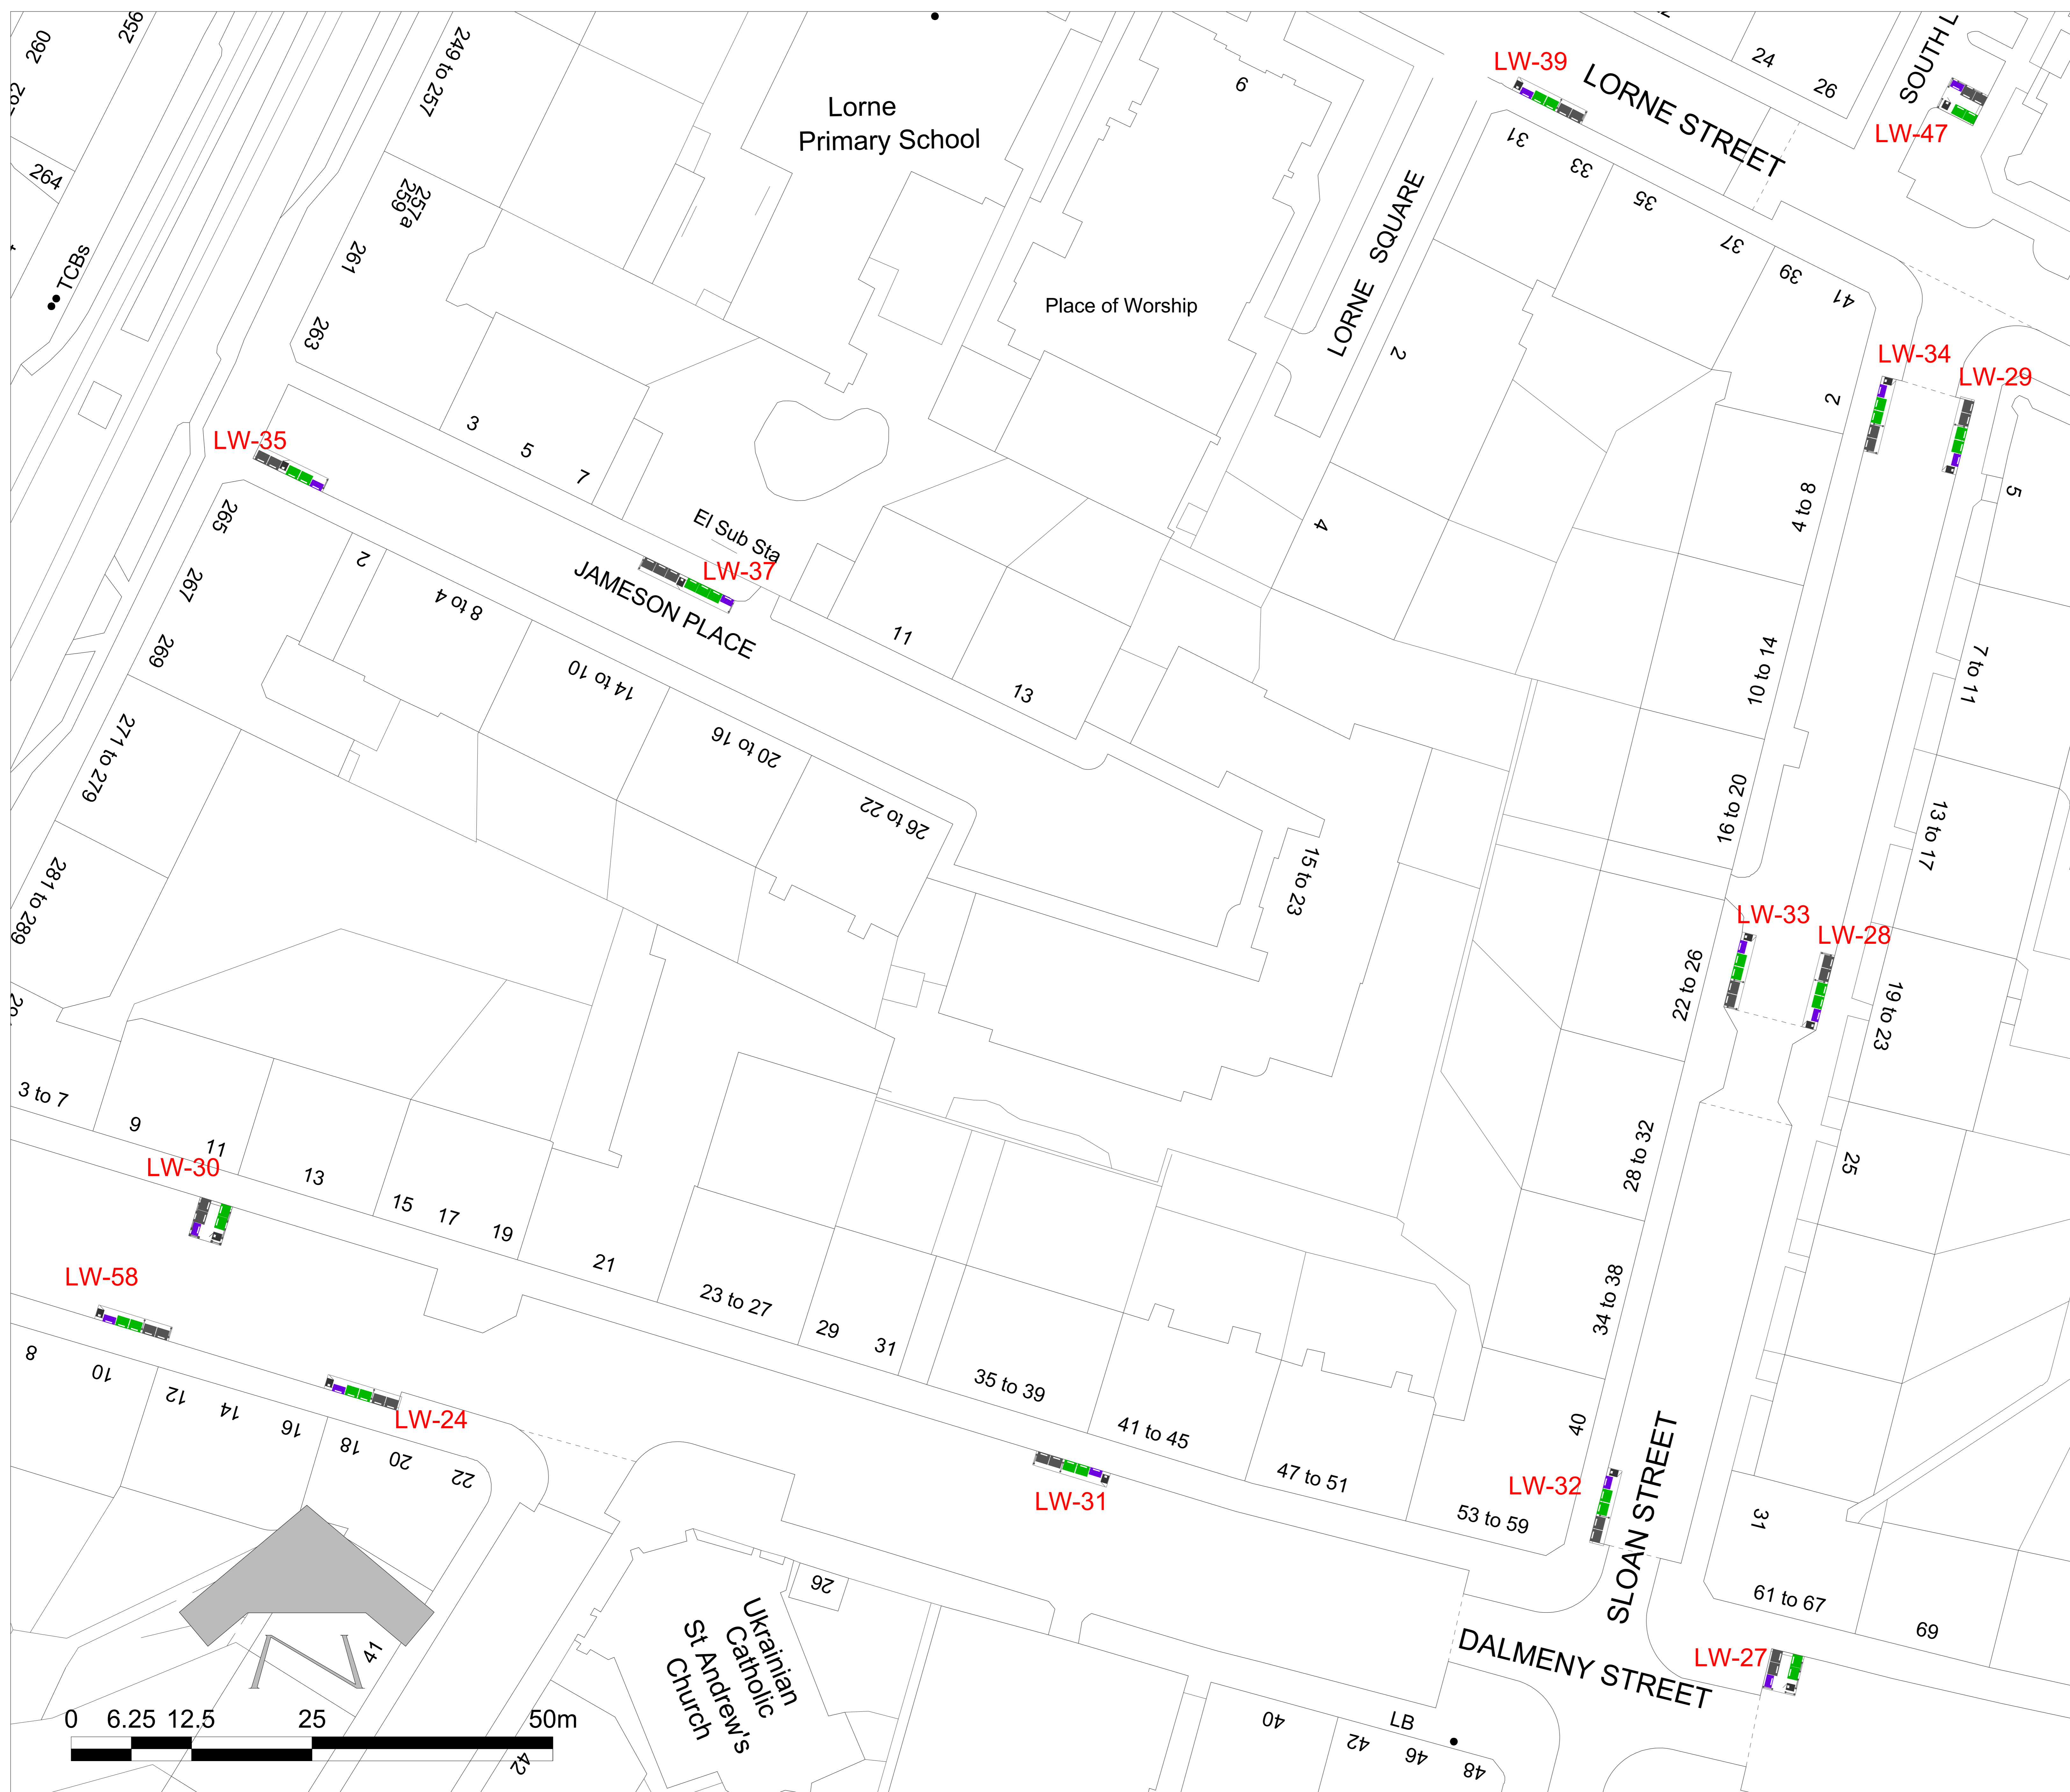 260
256
249 to 257
Lorne
Primary School
6
LW-39
LORNE STREET
24
26
SOUTH L
LW-47
264
257a
259
261
263
TCBs
Place of Worship
LORNE SQUARE
31
33
35
37
39
41
2
4
LW-34
LW-29
2
4 to 8
5
LW-35
3
5
7
El Sub Sta
LW-37
JAMESON PLACE
265
267
269
2
8 to 4
14 to 10
20 to 16
26 to 22
11
13
15 to 23
10 to 14
7 to 11
16 to 20
13 to 17
271 to 279
281 to 289
LW-33
LW-28
22 to 26
19 to 23
28 to 32
25
34 to 38
40
3 to 7
9
11
LW-30
13
15
17
19
21
23 to 27
29
31
35 to 39
41 to 45
47 to 51
53 to 59
LW-58
8
10
12
14
16
18
20
22
LW-24
LW-31
LW-32
SLOAN STREET
31
61 to 67
69
LW-27
DALMENY STREET
26
Ukrainian
Catholic
St Andrew's
Church
41
N
0 6.25 12.5 25 50m
42
40
42
LB
46
48